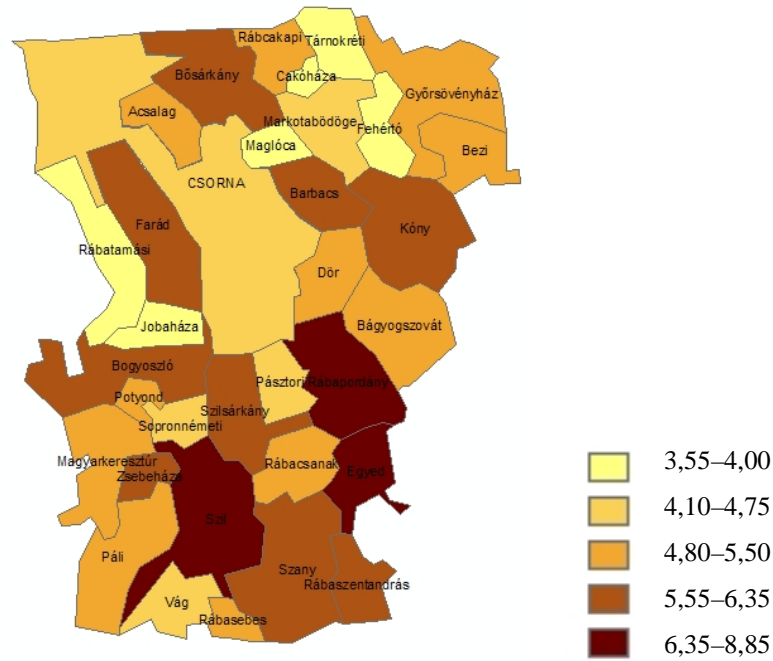 Rábcakapi
Tárnokréti
Bősárkány
Cakóháza
Győrsövényház
Acsalag
Markotabödöge
Fehértó
Maglóca
Bezi
CSORNA
Barbacs
Farád
Kóny
Rábatamási
Dör
Jobaháza
Bágyogszovát
Bogyoszló
Pásztori
Rábapordány
Potyond
Szilsárkány
Sopronnémeti
Magyarkeresztúr
Zsebeháza
Rábacsanak
Egyed
Szil
Páli
Szany
Rábaszentandrás
Vág
Rábasebes
3,55–4,00
4,10–4,75
4,80–5,50
5,55–6,35
6,35–8,85